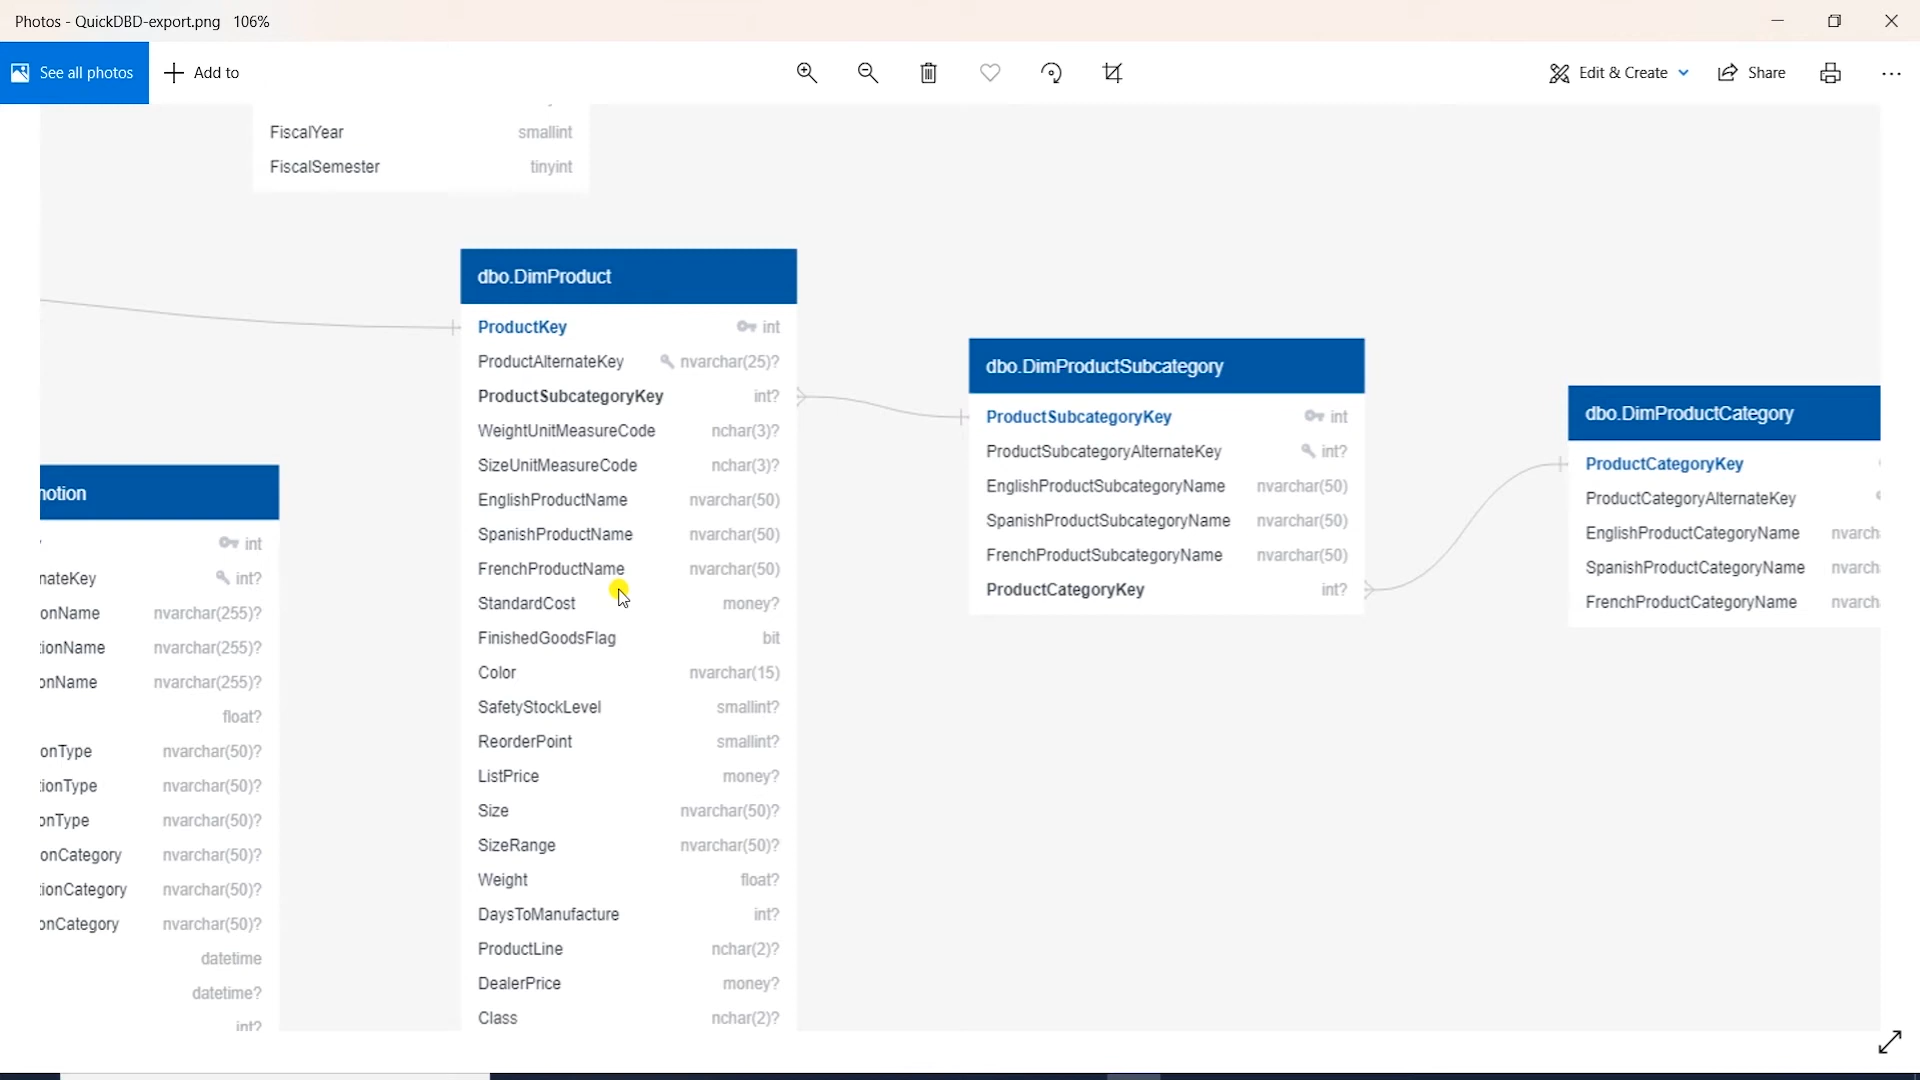 Photos - QuickDBD-export.png 106%
See all photos
Add to
Edit & Create
Share
FiscalYear smallint
FiscalSemester tinyint
dbo.DimProduct
ProductKey int
ProductAlternateKey nvarchar(25)?
ProductSubcategoryKey int?
WeightUnitMeasureCode nchar(3)?
SizeUnitMeasureCode nchar(3)?
EnglishProductName nvarchar(50)
SpanishProductName nvarchar(50)
FrenchProductName nvarchar(50)
StandardCost money?
FinishedGoodsFlag bit
Color nvarchar(15)
SafetyStockLevel smallint?
ReorderPoint smallint?
ListPrice money?
Size nvarchar(50)?
SizeRange nvarchar(50)?
Weight float?
DaysToManufacture int?
ProductLine nchar(2)?
DealerPrice money?
Class nchar(2)?
dbo.DimProductSubcategory
ProductSubcategoryKey int
ProductSubcategoryAlternateKey int?
EnglishProductSubcategoryName nvarchar(50)
SpanishProductSubcategoryName nvarchar(50)
FrenchProductSubcategoryName nvarchar(50)
ProductCategoryKey int?
dbo.DimProductCategory
ProductCategoryKey
ProductCategoryAlternateKey
EnglishProductCategoryName nvarch
SpanishProductCategoryName nvarch
FrenchProductCategoryName nvarch
notion
int
nateKey int?
onName nvarchar(255)?
ionName nvarchar(255)?
onName nvarchar(255)?
float?
onType nvarchar(50)?
ionType nvarchar(50)?
onType nvarchar(50)?
onCategory nvarchar(50)?
ionCategory nvarchar(50)?
onCategory nvarchar(50)?
datetime
datetime?
int?